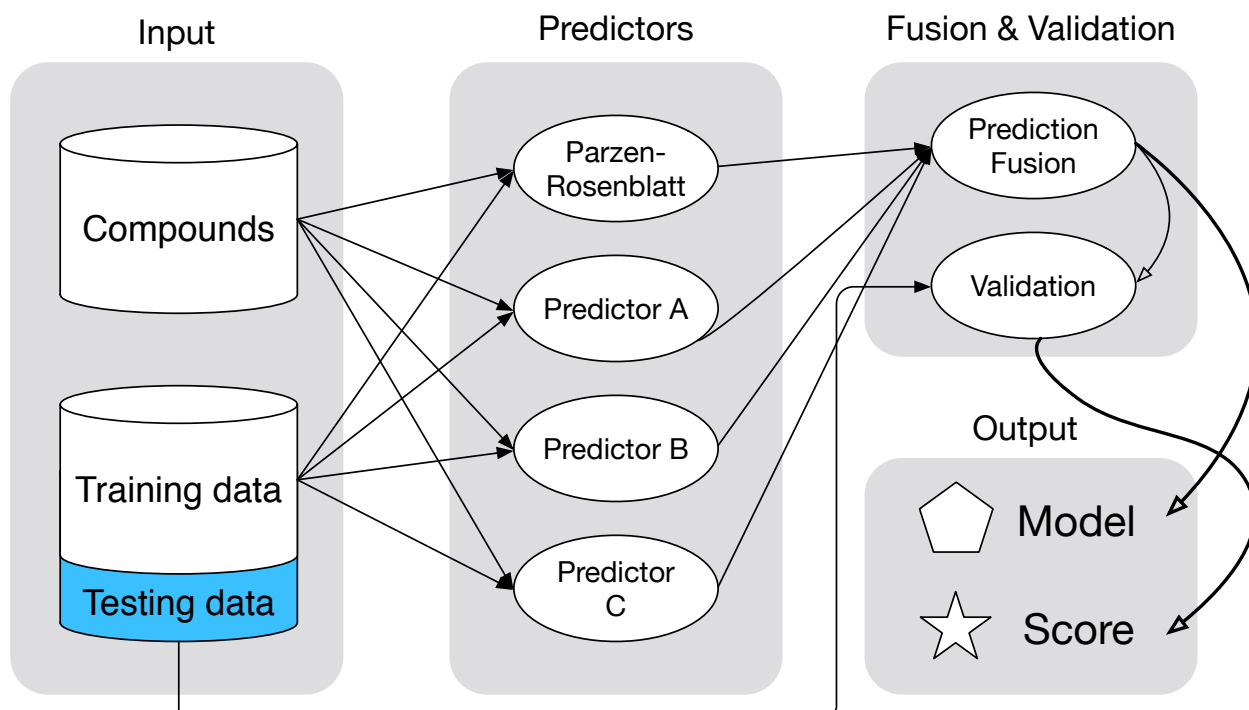 Input
Predictors
Fusion & Validation
Compounds
Training data
Testing data
Parzen-
Rosenblatt
Predictor A
Predictor B
Predictor
C
Prediction
Fusion
Validation
Output
Model
Score